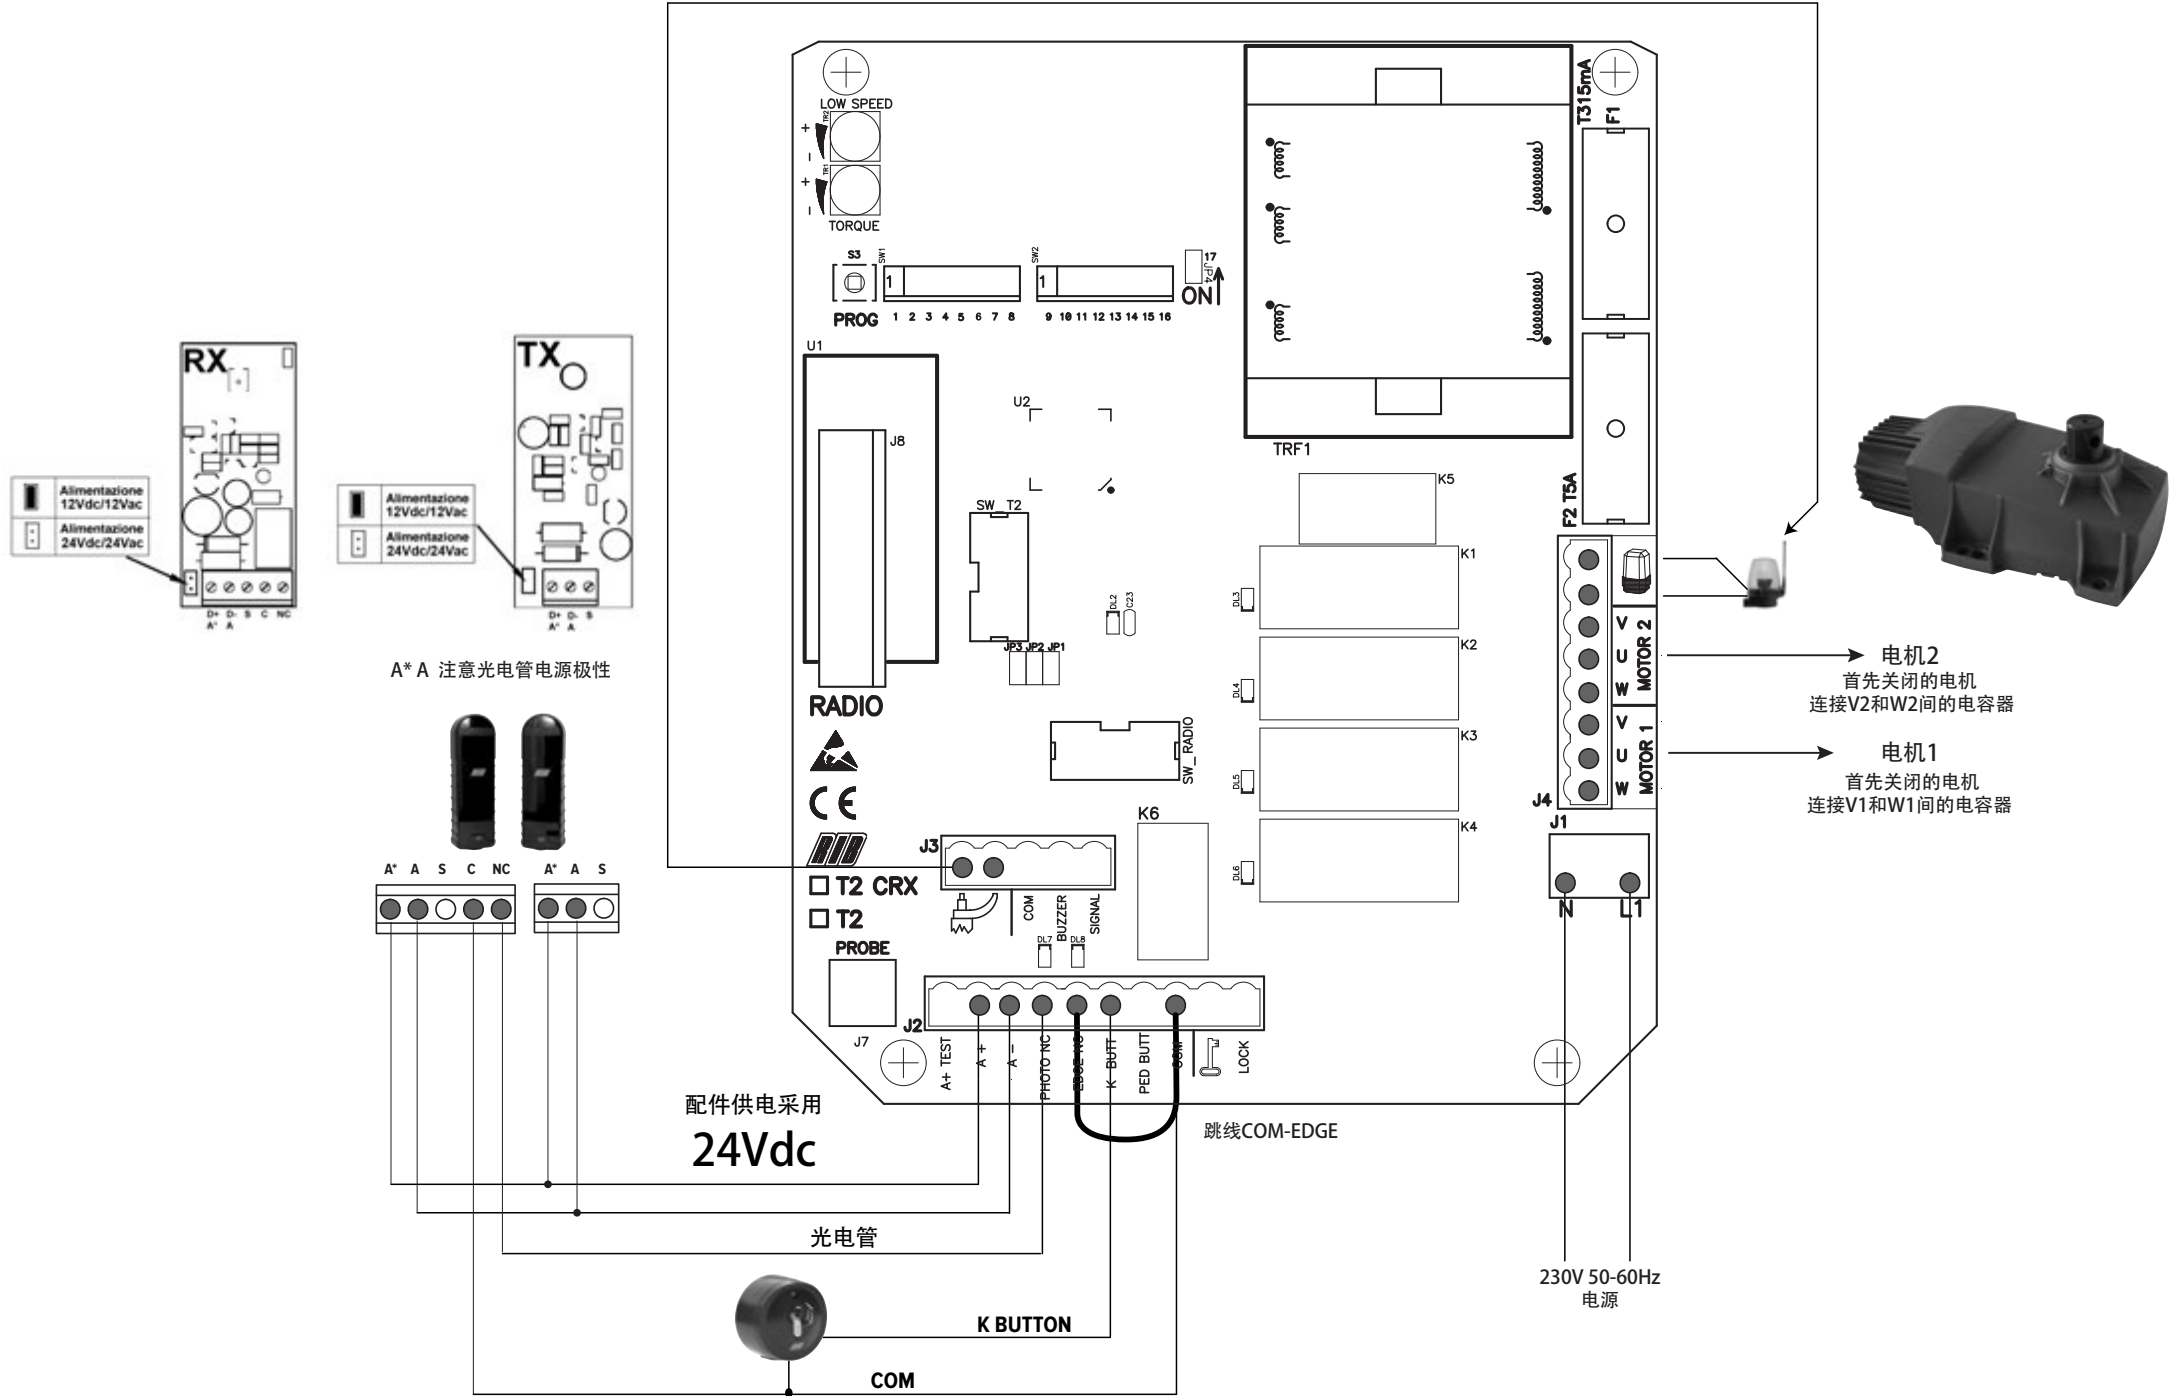 LOW SPEED
TR2
+
-
TR1
+
-
TORQUE
S3
PROG
SW1
1
1 2 3 4 5 6 7 8
SW2
1
9 10 11 12 13 14 15 16
17
JP4
ON
T315mA
F1
TRF1
F2 T5A
U1
J8
RADIO
U2
SW_T2
DL2
C23
JP3 JP2 JP1
SW_RADIO
K5
K1
DL3
K2
DL4
K3
DL5
K4
DL6
K6
V
U
W
MOTOR 2
V
U
W
MOTOR 1
J4
J1
N
L1
230V 50-60Hz
电源
电机2
首先关闭的电机
连接V2和W2间的电容器
电机1
首先关闭的电机
连接V1和W1间的电容器
RX
Alimentazione
12Vdc/12Vac
Alimentazione
24Vdc/24Vac
D+ D- S C NC
A* A
TX
Alimentazione
12Vdc/12Vac
Alimentazione
24Vdc/24Vac
D+ D- S
A* A
A* A 注意光电管电源极性
A* A S C NC
A* A S
CE
T2 CRX
T2
PROBE
J7
J3
COM
BUZZER
SIGNAL
DL7
DL8
J2
A+ TEST
A +
A -
PHOTO NC
EDGE NC
K BUTT
PED BUTT
COM
LOCK
配件供电采用
24Vdc
跳线COM-EDGE
光电管
K BUTTON
COM